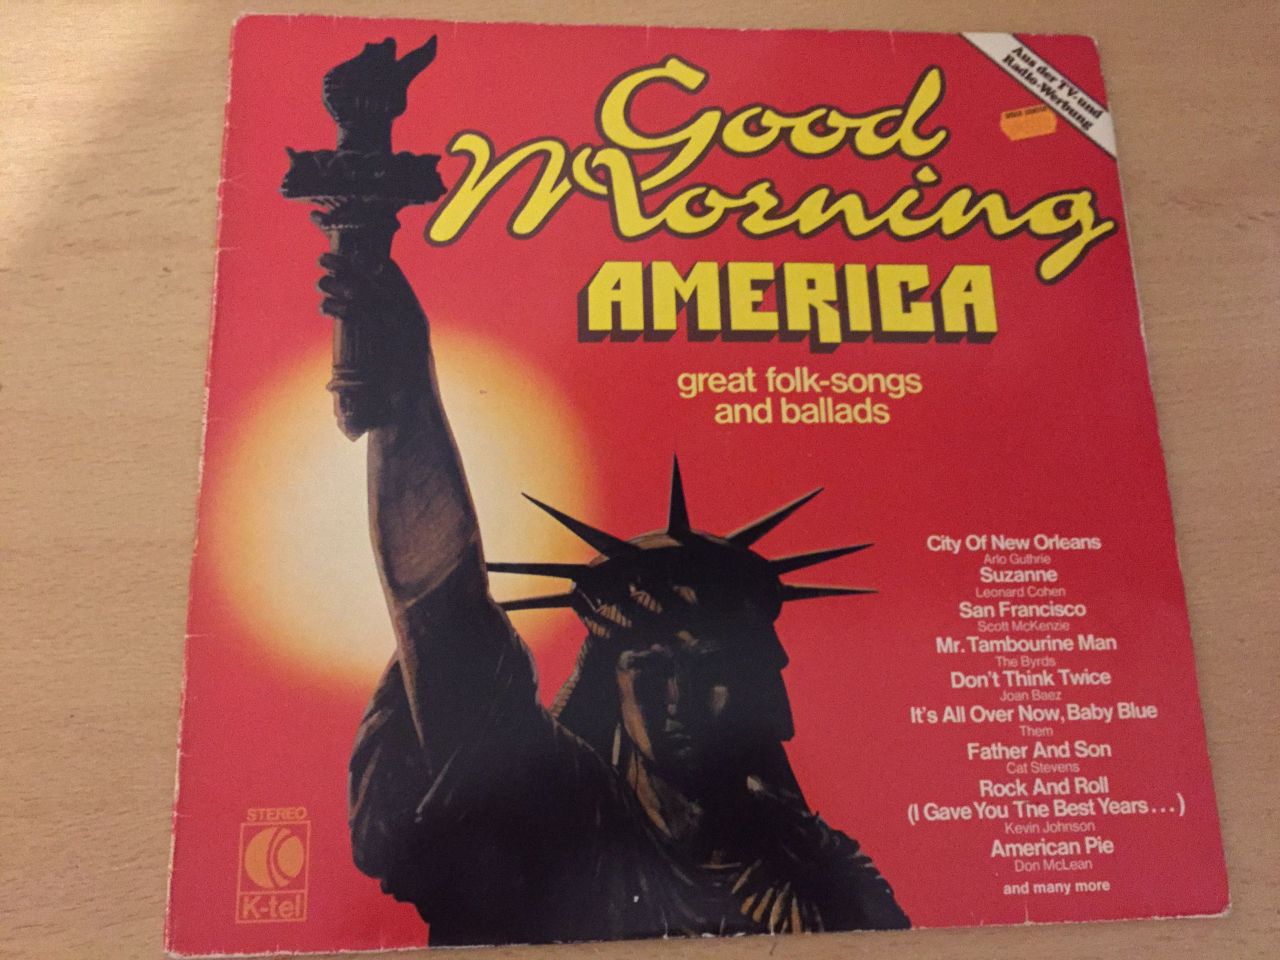 Good
Morning
AMERICA
great folk-songs
and ballads
Aus der TV- und
Radio-Werbung
City Of New Orleans
Arlo Guthrie
Suzanne
Leonard Cohen
San Francisco
Scott McKenzie
Mr. Tambourine Man
The Byrds
Don't Think Twice
Joan Baez
It's All Over Now, Baby Blue
Them
Father And Son
Cat Stevens
Rock And Roll
(I Gave You The Best Years...)
Kevin Johnson
American Pie
Don McLean
and many more
STEREO
K-tel